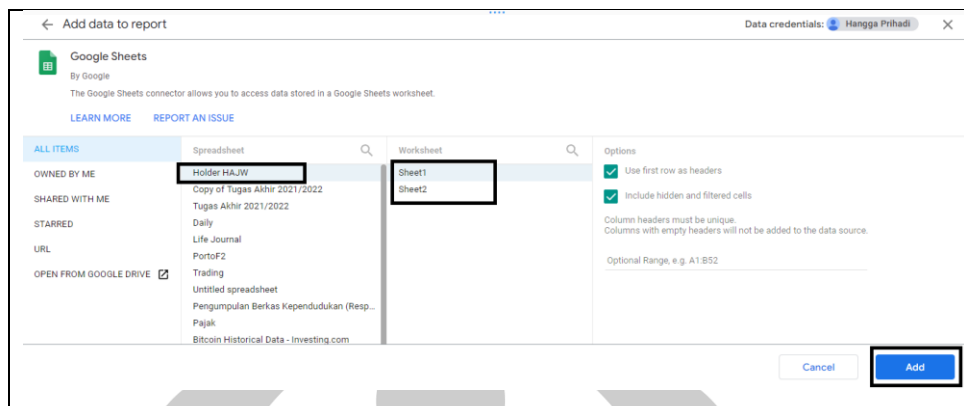 Add data to report
Data credentials: Hangga Prihadi
Google Sheets
By Google
The Google Sheets connector allows you to access data stored in a Google Sheets worksheet.
LEARN MORE REPORT AN ISSUE
ALL ITEMS
OWNED BY ME
SHARED WITH ME
STARRED
URL
OPEN FROM GOOGLE DRIVE
Spreadsheet
Holder HAJW
Copy of Tugas Akhir 2021/2022
Tugas Akhir 2021/2022
Daily
Life Journal
PortoF2
Trading
Untitled spreadsheet
Pengumpulan Berkas Kependudukan (Resp...
Pajak
Bitcoin Historical Data - Investing.com
Worksheet
Sheet1
Sheet2
Options
Use first row as headers
Include hidden and filtered cells
Column headers must be unique.
Columns with empty headers will not be added to the data source.
Optional Range, e.g. A1:B52
Cancel
Add